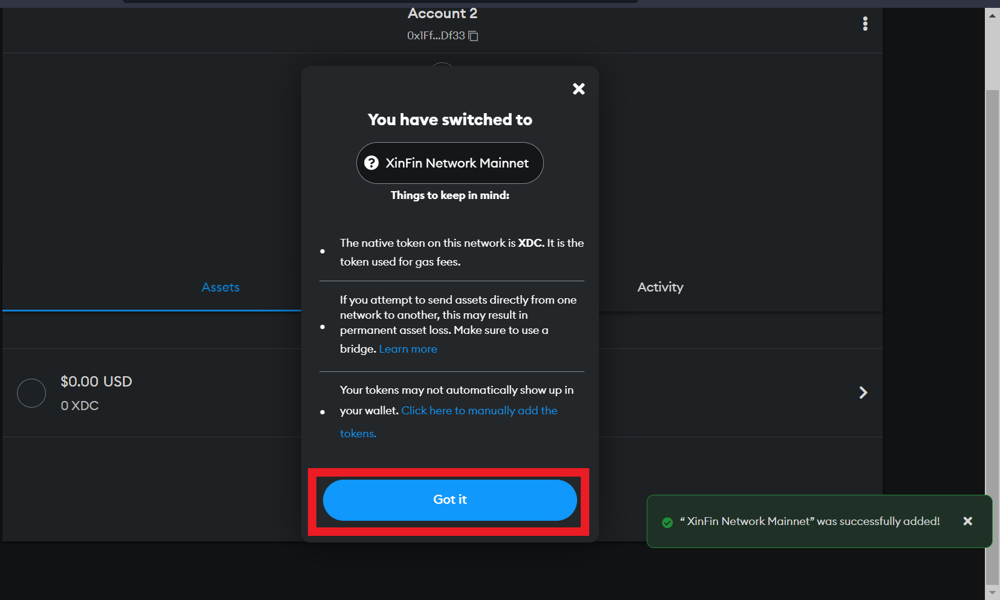 Account 2
0x1Ff...Df33
You have switched to
? XinFin Network Mainnet
Things to keep in mind:
• The native token on this network is XDC. It is the
token used for gas fees.
Assets
Activity
• If you attempt to send assets directly from one
network to another, this may result in
permanent asset loss. Make sure to use a
bridge. Learn more
$0.00 USD
0 XDC
• Your tokens may not automatically show up in
your wallet. Click here to manually add the
tokens.
Got it
“ XinFin Network Mainnet” was successfully added!